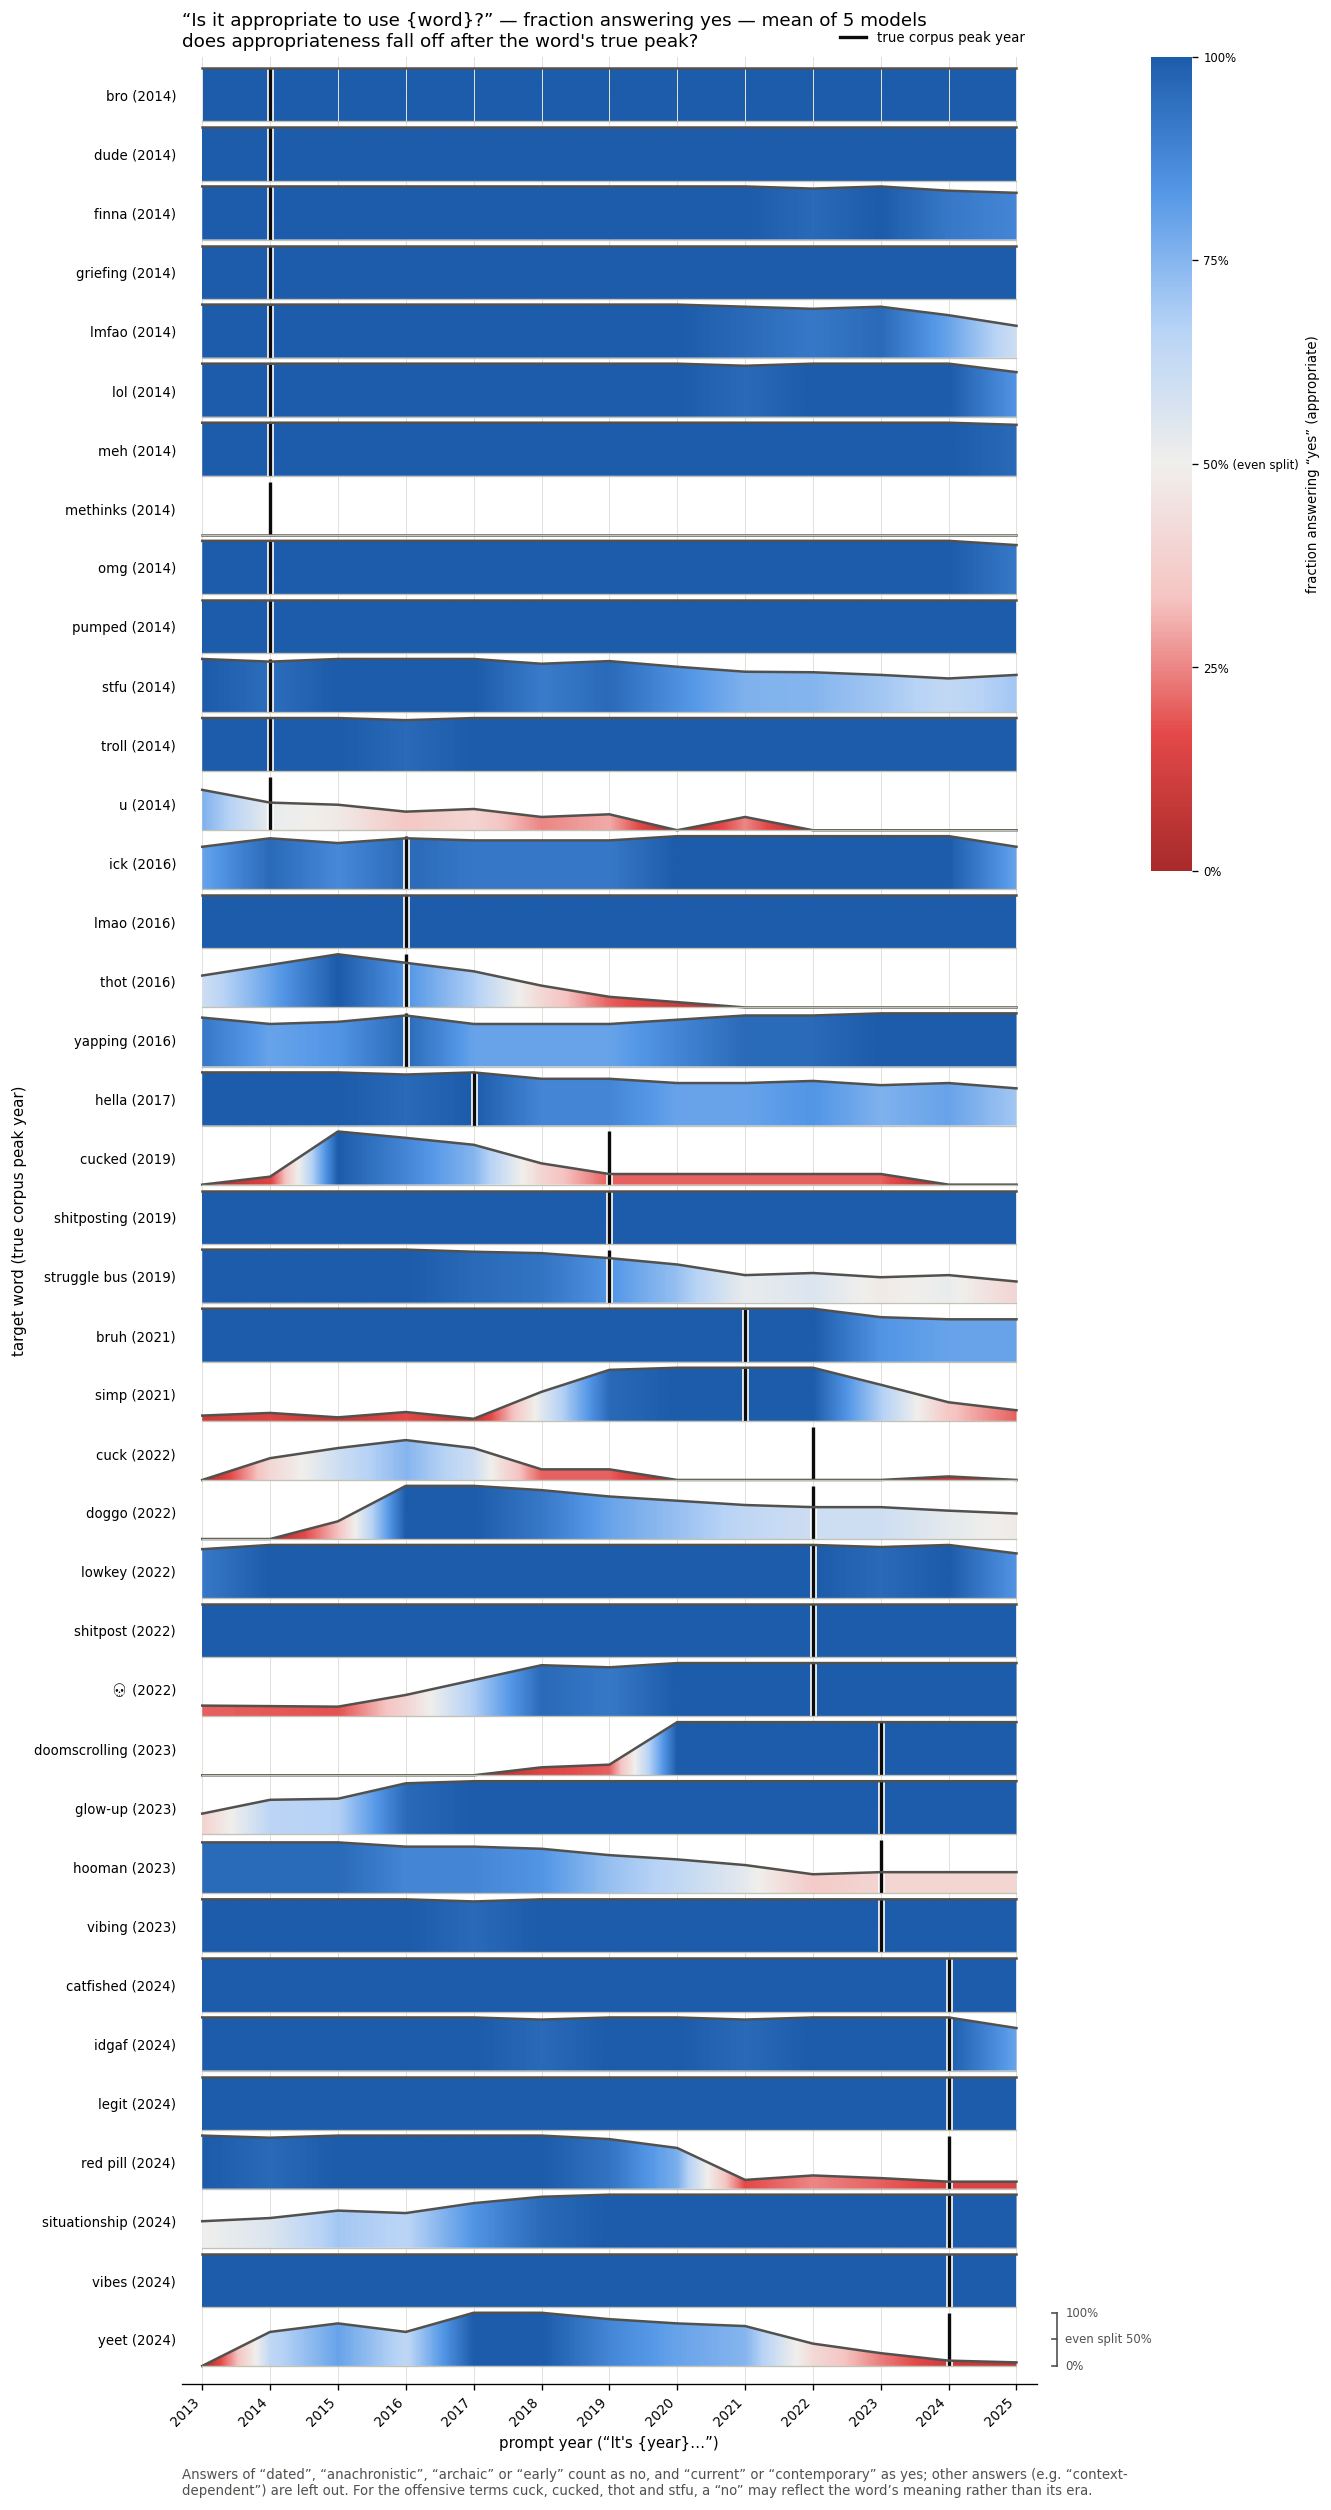 “Is it appropriate to use {word}?” — fraction answering yes — mean of 5 models
does appropriateness fall off after the word's true peak?
true corpus peak year
bro (2014)
dude (2014)
finna (2014)
griefing (2014)
lmfao (2014)
lol (2014)
meh (2014)
methinks (2014)
omg (2014)
pumped (2014)
stfu (2014)
troll (2014)
u (2014)
ick (2016)
lmao (2016)
thot (2016)
yapping (2016)
hella (2017)
cucked (2019)
shitposting (2019)
struggle bus (2019)
bruh (2021)
simp (2021)
cuck (2022)
doggo (2022)
lowkey (2022)
shitpost (2022)
💀 (2022)
doomscrolling (2023)
glow-up (2023)
hooman (2023)
vibing (2023)
catfished (2024)
idgaf (2024)
legit (2024)
red pill (2024)
situationship (2024)
vibes (2024)
yeet (2024)
target word (true corpus peak year)
100%
75%
50% (even split)
25%
0%
fraction answering “yes” (appropriate)
100%
even split 50%
0%
2013
2014
2015
2016
2017
2018
2019
2020
2021
2022
2023
2024
2025
prompt year (“It's {year}…”)
Answers of “dated”, “anachronistic”, “archaic” or “early” count as no, and “current” or “contemporary” as yes; other answers (e.g. “context-
dependent”) are left out. For the offensive terms cuck, cucked, thot and stfu, a “no” may reflect the word’s meaning rather than its era.